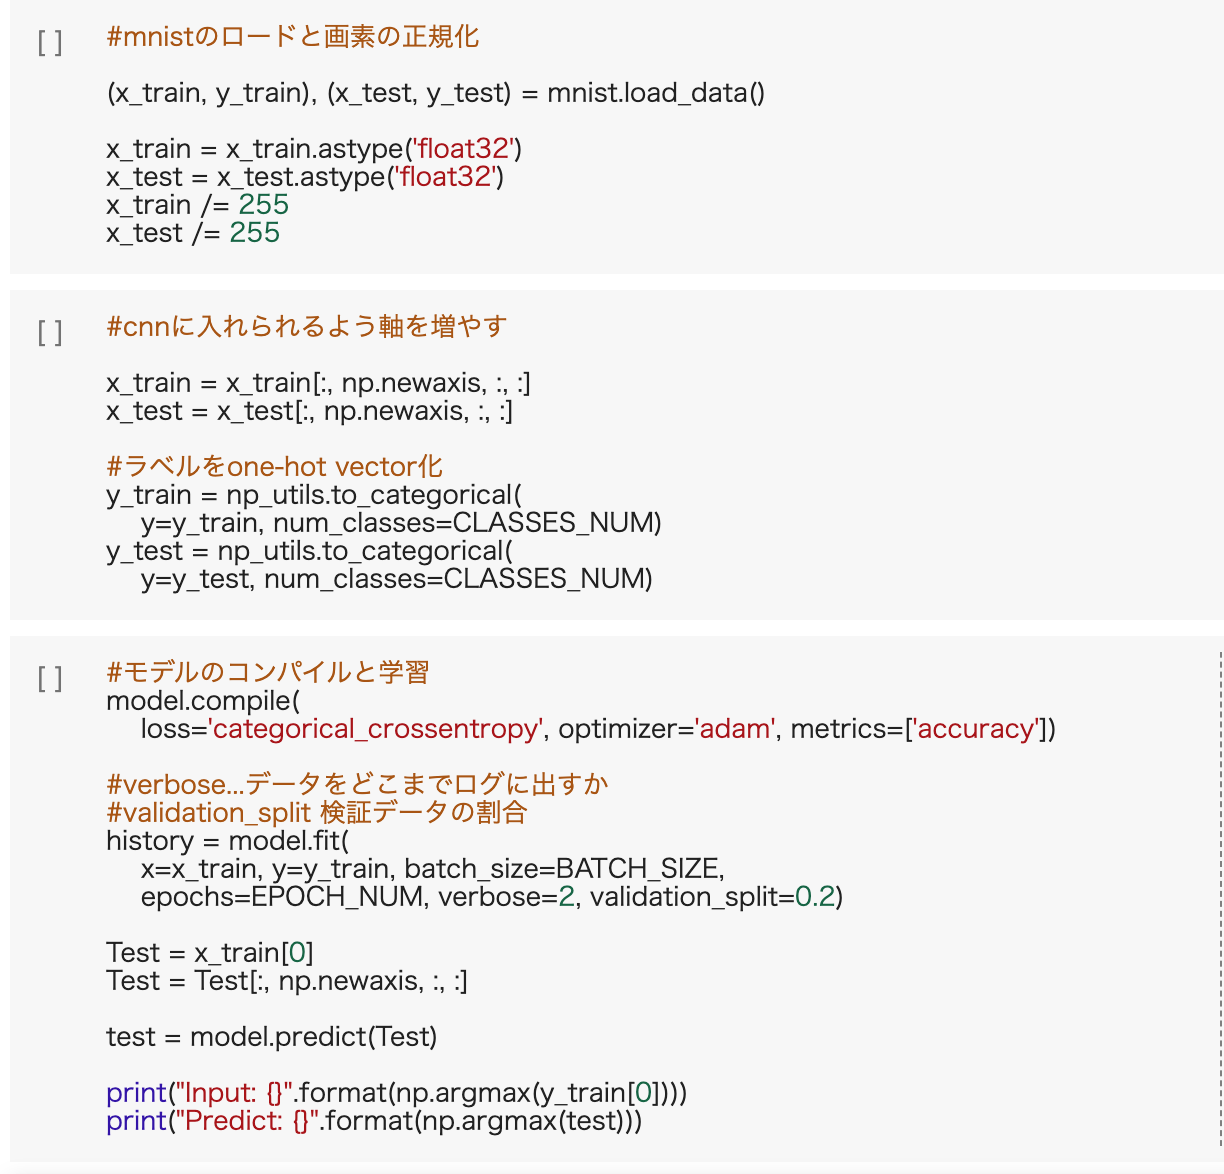 [ ]
#mnistのロードと画素の正規化
(x_train, y_train), (x_test, y_test) = mnist.load_data()
x_train = x_train.astype('float32')
x_test = x_test.astype('float32')
x_train /= 255
x_test /= 255
[ ]
#cnnに入れられるよう軸を増やす
x_train = x_train[:, np.newaxis, :, :]
x_test = x_test[:, np.newaxis, :, :]
#ラベルをone-hot vector化
y_train = np_utils.to_categorical(
y=y_train, num_classes=CLASSES_NUM)
y_test = np_utils.to_categorical(
y=y_test, num_classes=CLASSES_NUM)
[ ]
#モデルのコンパイルと学習
model.compile(
loss='categorical_crossentropy', optimizer='adam', metrics=['accuracy'])
#verbose...データをどこまでログに出すか
#validation_split 検証データの割合
history = model.fit(
x=x_train, y=y_train, batch_size=BATCH_SIZE,
epochs=EPOCH_NUM, verbose=2, validation_split=0.2)
Test = x_train[0]
Test = Test[:, np.newaxis, :, :]
test = model.predict(Test)
print("Input: {}".format(np.argmax(y_train[0])))
print("Predict: {}".format(np.argmax(test)))